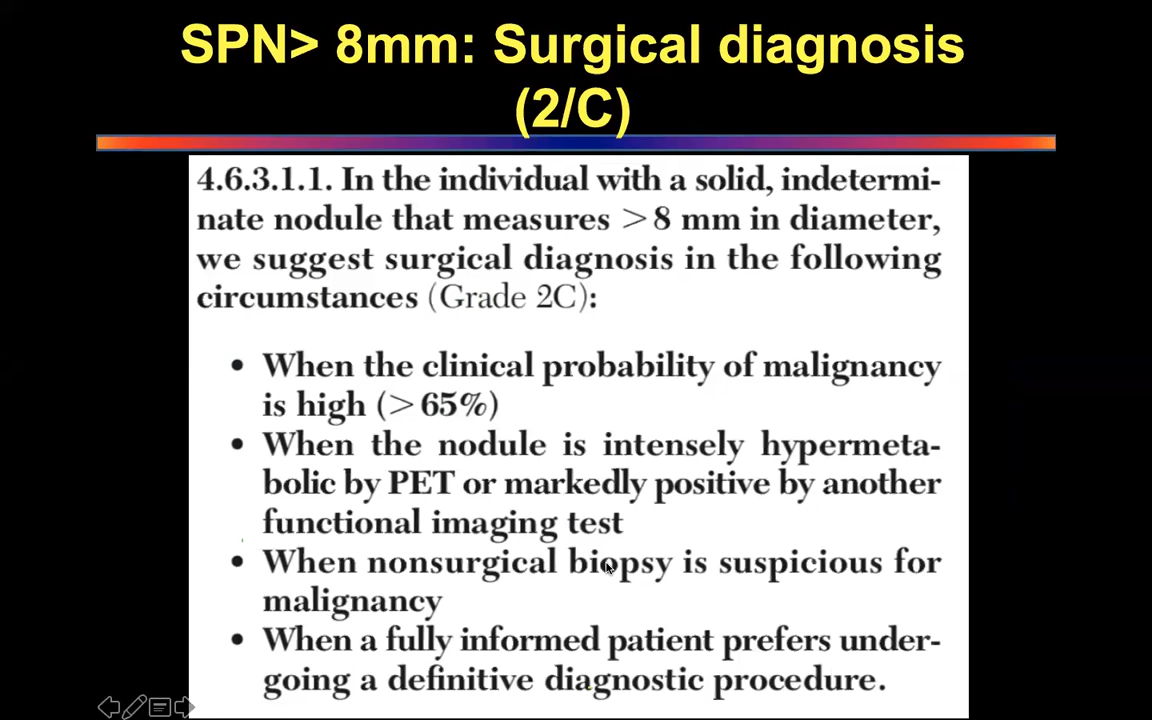 SPN> 8mm: Surgical diagnosis
(2/C)
4.6.3.1.1. In the individual with a solid, indetermi-
nate nodule that measures >8 mm in diameter,
we suggest surgical diagnosis in the following
circumstances (Grade 2C):
• When the clinical probability of malignancy
is high (>65%)
• When the nodule is intensely hypermeta-
bolic by PET or markedly positive by another
functional imaging test
• When nonsurgical biopsy is suspicious for
malignancy
• When a fully informed patient prefers under-
going a definitive diagnostic procedure.